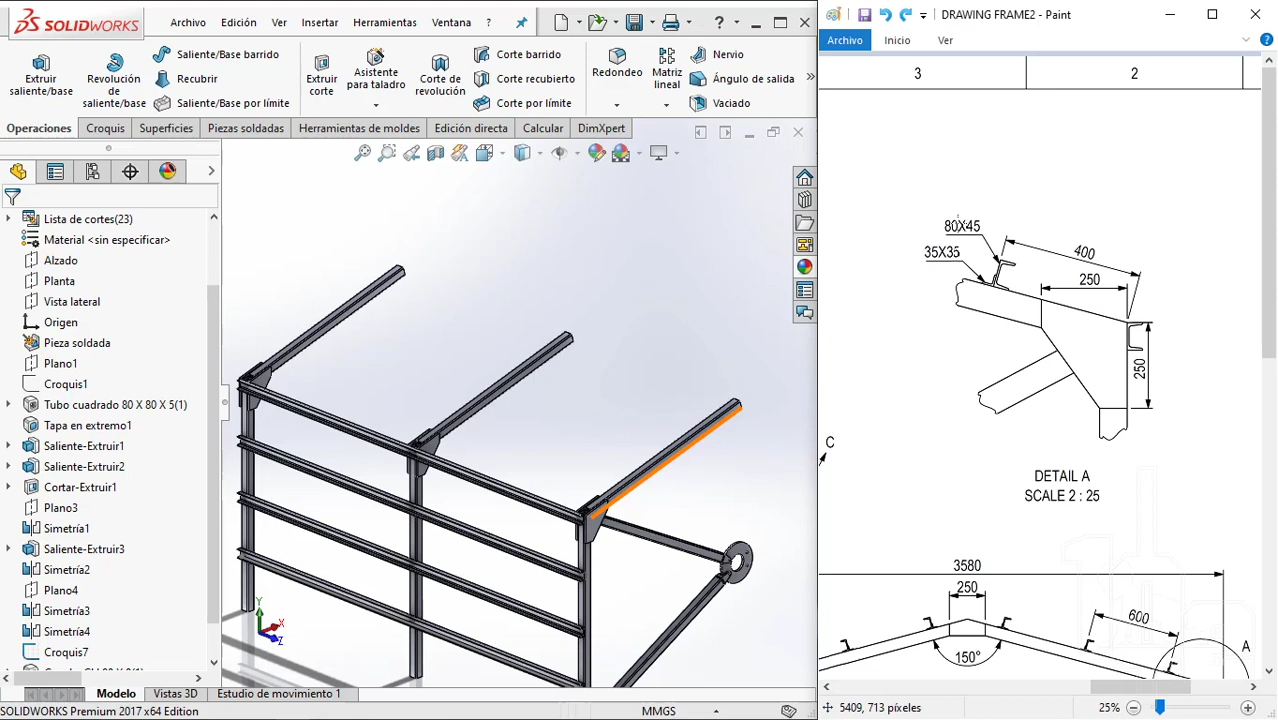 SOLIDWORKS Archivo Edición Ver Insertar Herramientas Ventana ?
Extruir saliente/base
Revolución de saliente/base
Saliente/Base barrido
Recubrir
Saliente/Base por límite
Extruir corte
Asistente para taladro
Corte de revolución
Corte barrido
Corte recubierto
Corte por límite
Redondeo
Matriz lineal
Nervio
Ángulo de salida
Vaciado
Operaciones Croquis Superficies Piezas soldadas Herramientas de moldes Edición directa Calcular DimXpert
Lista de cortes(23)
Material <sin especificar>
Alzado
Planta
Vista lateral
Origen
Pieza soldada
Plano1
Croquis1
Tubo cuadrado 80 X 80 X 5(1)
Tapa en extremo1
Saliente-Extruir1
Saliente-Extruir2
Cortar-Extruir1
Plano3
Simetría1
Saliente-Extruir3
Simetría2
Plano4
Simetría3
Simetría4
Croquis7
Y
X
Z
Modelo Vistas 3D Estudio de movimiento 1
SOLIDWORKS Premium 2017 x64 Edition
MMGS
DRAWING FRAME2 - Paint
Archivo Inicio Ver
3 2
80X45
35X35
400
250
250
C
DETAIL A
SCALE 2 : 25
3580
250
600
A
150°
5409, 713 píxeles
25%